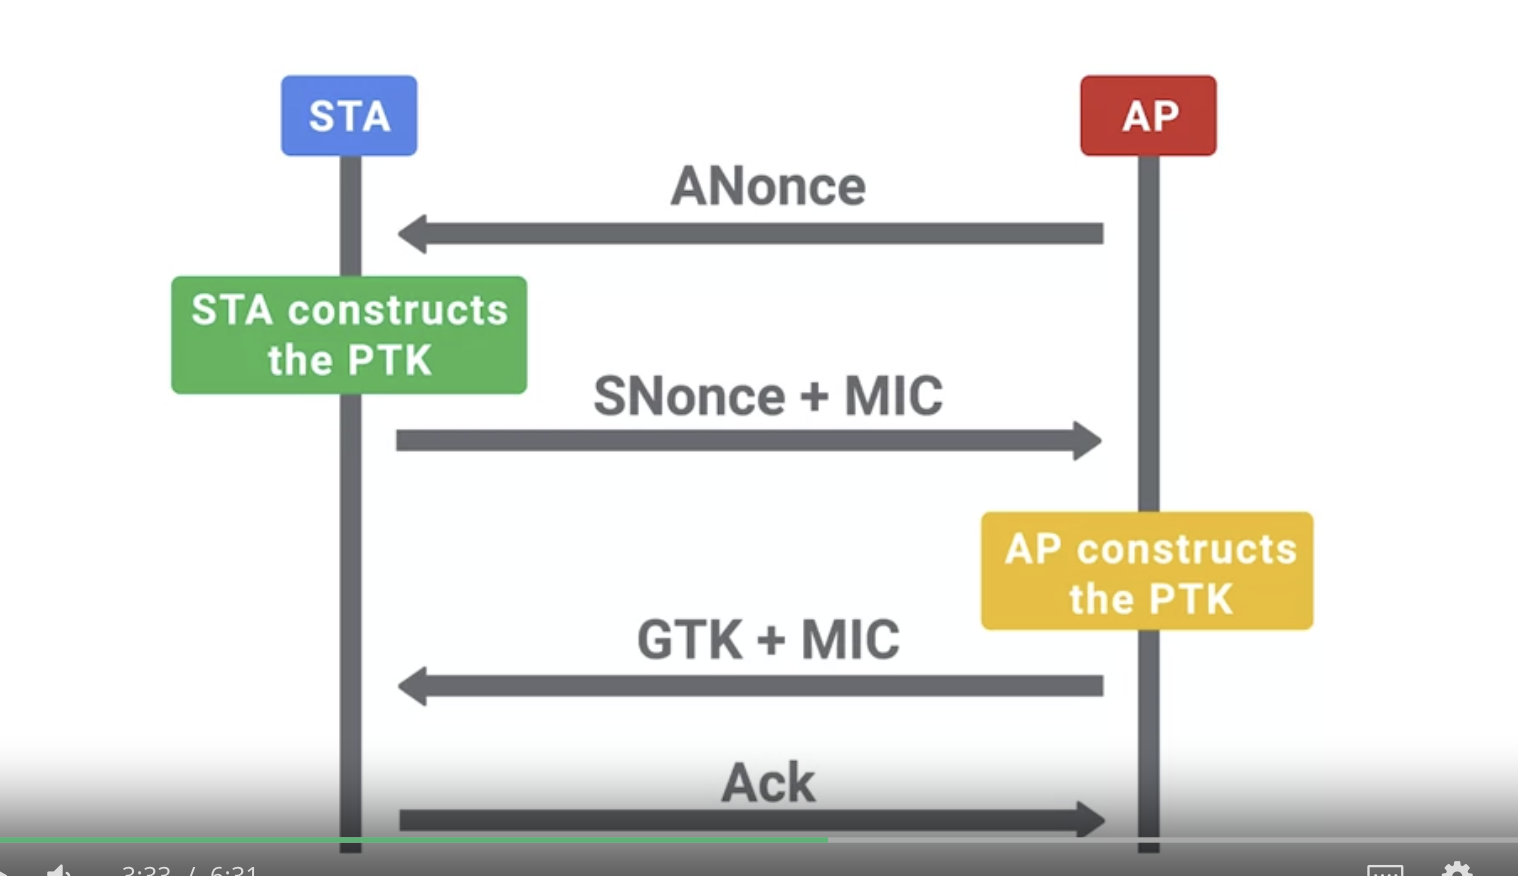 STA
AP
ANonce
STA constructs
the PTK
SNonce + MIC
AP constructs
the PTK
GTK + MIC
Ack
3:33 / 6:31